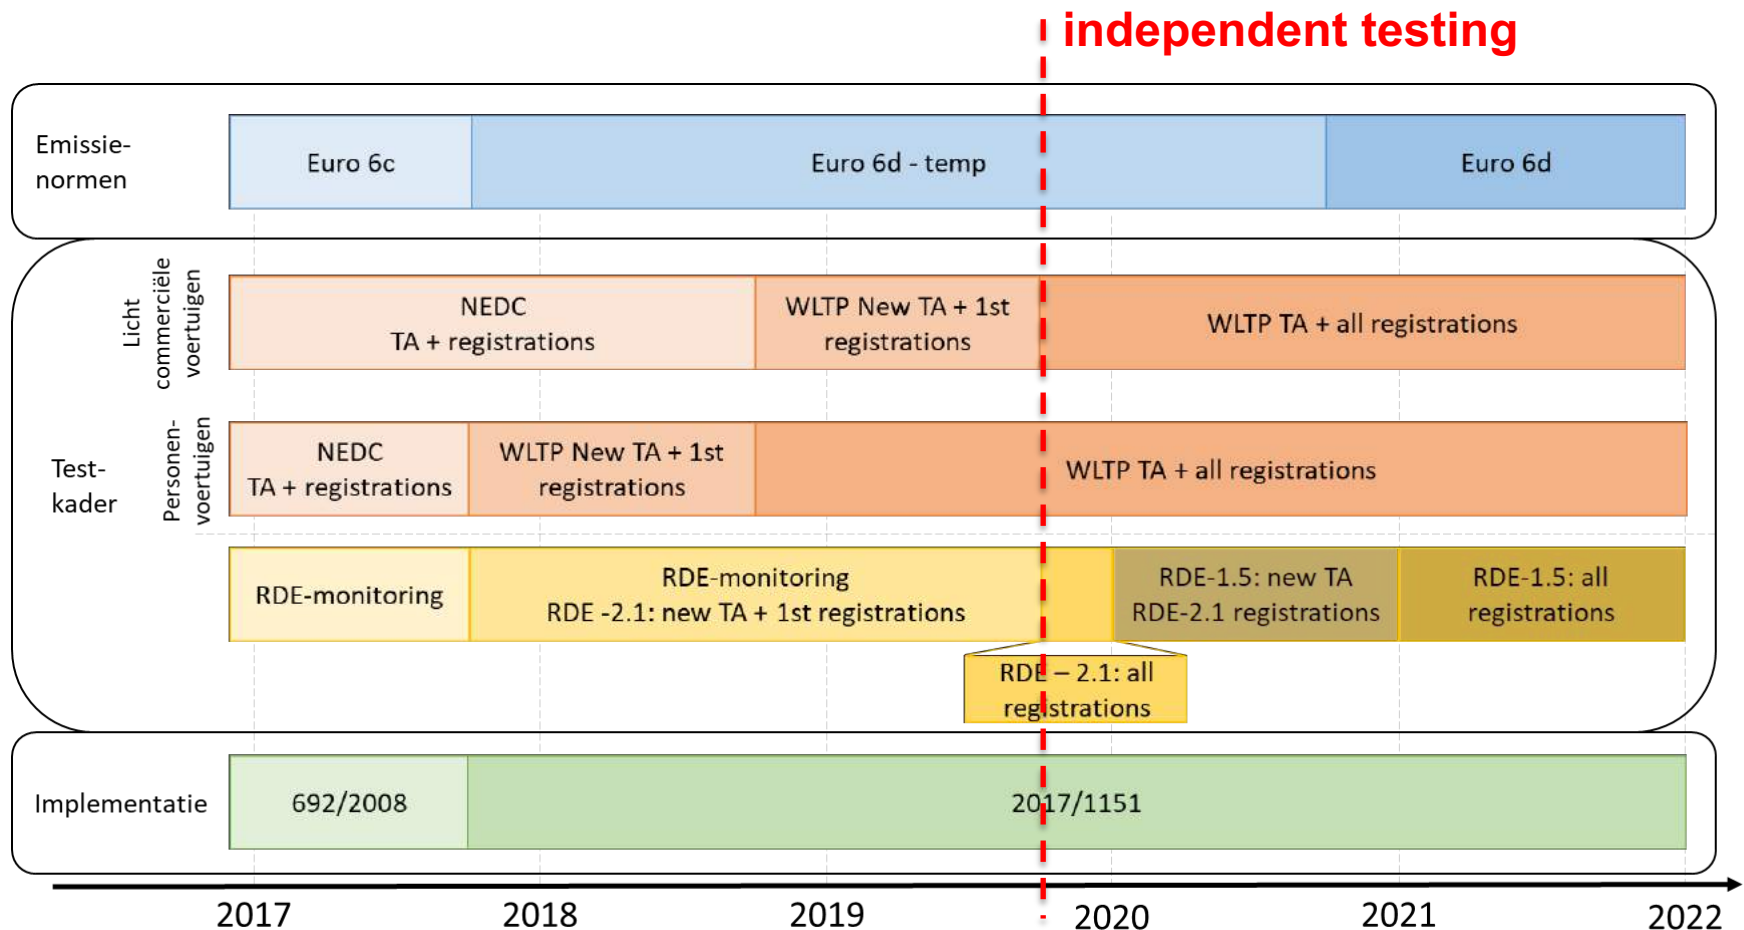 independent testing
Emissie-
normen
Euro 6c
Euro 6d - temp
Euro 6d
Licht
commerciële
voertuigen
NEDC
TA + registrations
WLTP New TA + 1st
registrations
WLTP TA + all registrations
Test-
kader
Personen-
voertuigen
NEDC
TA + registrations
WLTP New TA + 1st
registrations
WLTP TA + all registrations
RDE-monitoring
RDE-monitoring
RDE -2.1: new TA + 1st registrations
RDE-1.5: new TA
RDE-2.1 registrations
RDE-1.5: all
registrations
RDE – 2.1: all
registrations
Implementatie
692/2008
2017/1151
2017
2018
2019
2020
2021
2022